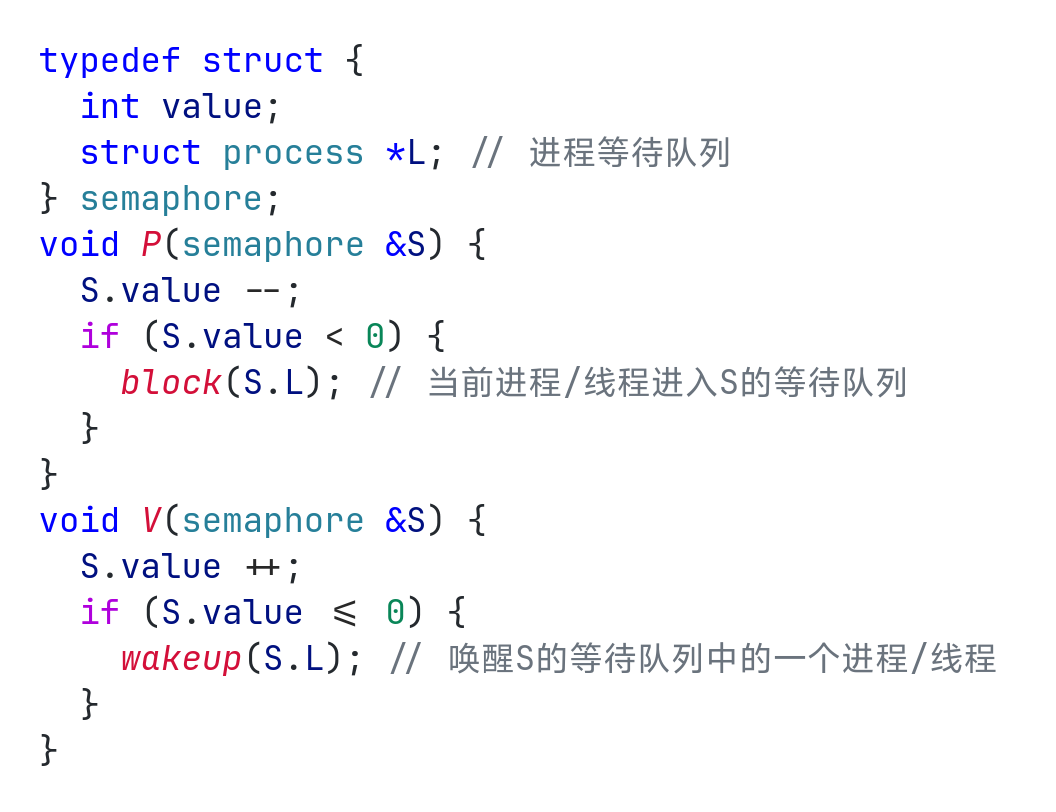 typedef struct {
  int value;
  struct process *L; // 进程等待队列
} semaphore;
void P(semaphore &S) {
  S.value --;
  if (S.value < 0) {
    block(S.L); // 当前进程/线程进入S的等待队列
  }
}
void V(semaphore &S) {
  S.value ++;
  if (S.value <= 0) {
    wakeup(S.L); // 唤醒S的等待队列中的一个进程/线程
  }
}